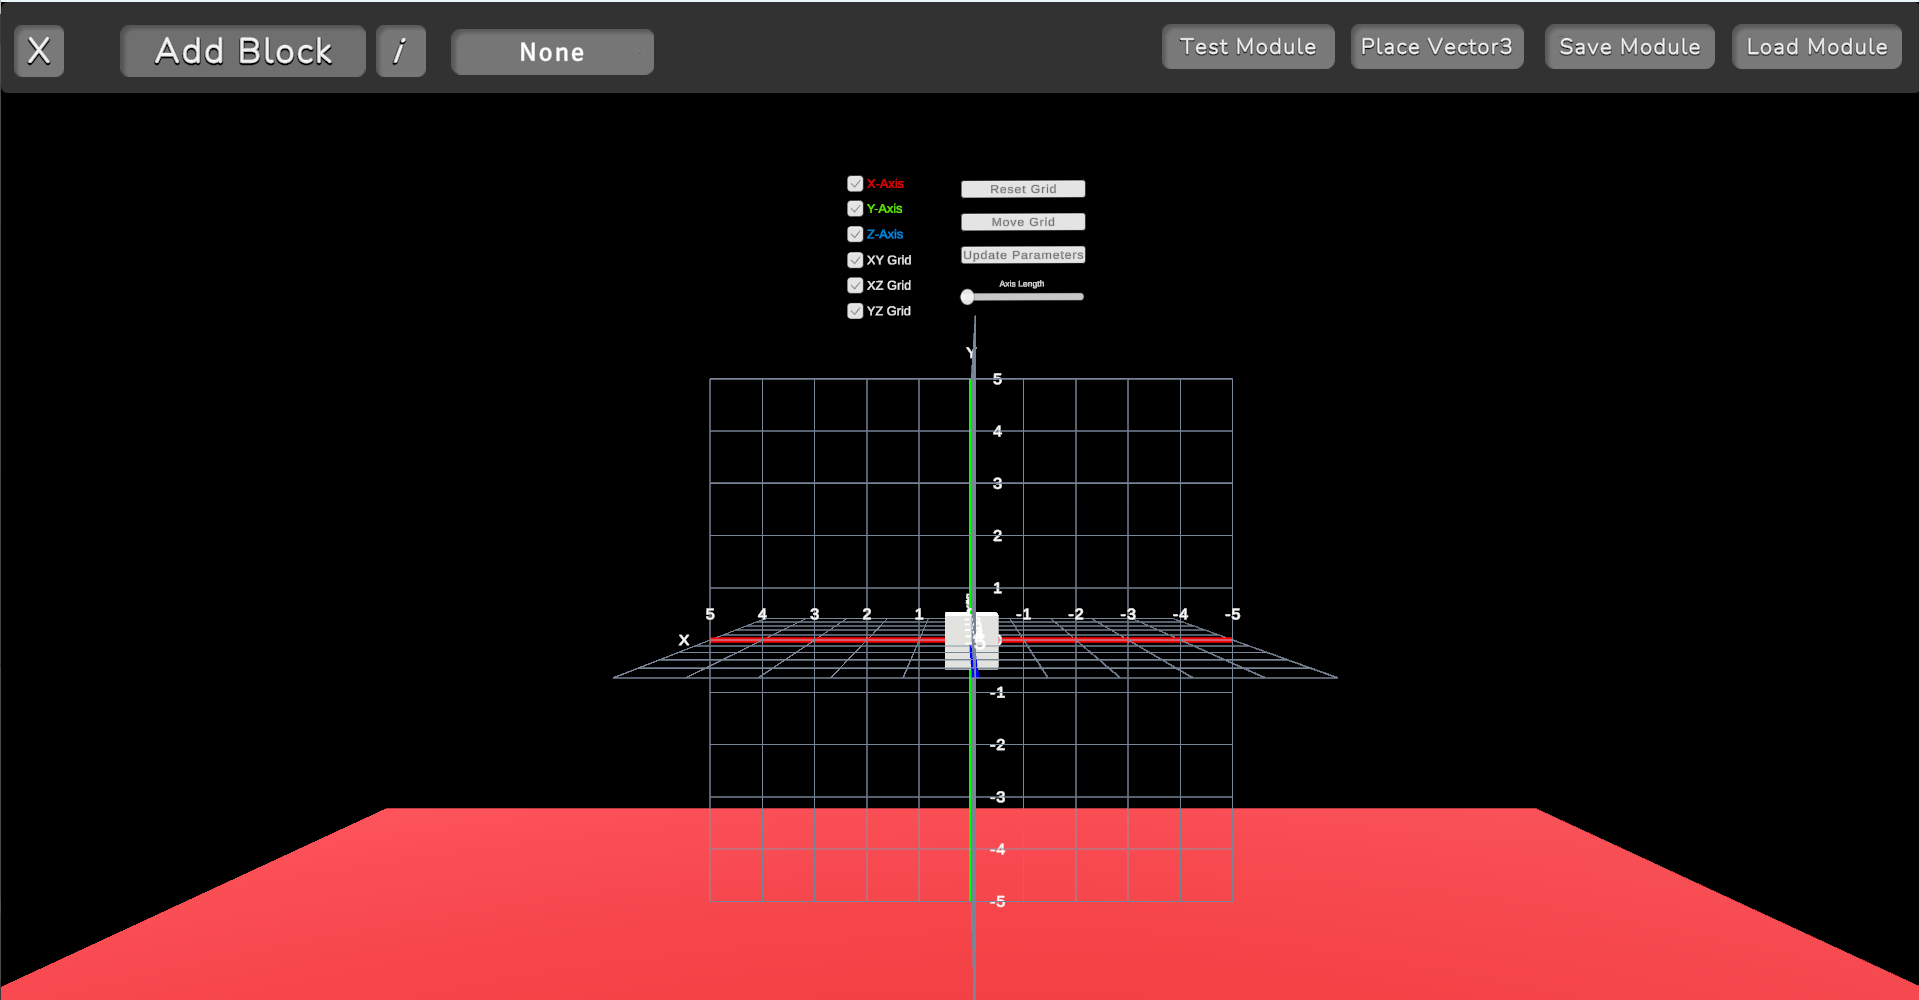 X Add Block i None Test Module Place Vector3 Save Module Load Module
X-Axis Reset Grid
Y-Axis Move Grid
Z-Axis Update Parameters
XY Grid Axis Length
XZ Grid
YZ Grid
Y
5
4
3
2
1
5 4 3 2 1 -1 -2 -3 -4 -5
X
-1
-2
-3
-4
-5